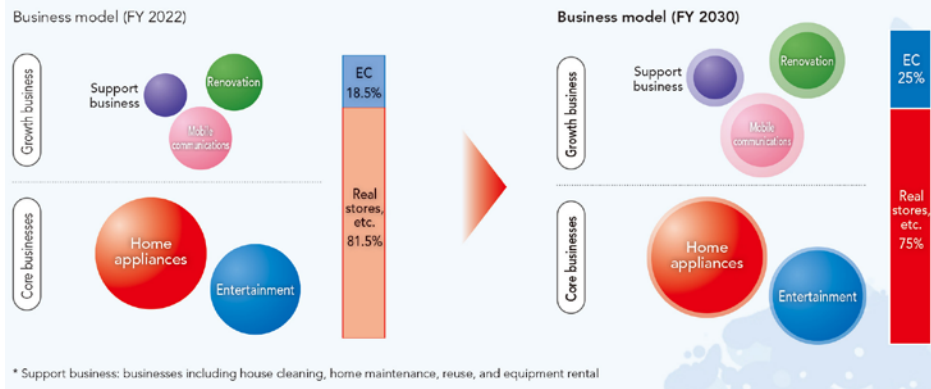 Business model (FY 2022)
Growth business
Support
business
Renovation
Mobile
communications
EC
18.5%
Core businesses
Home
appliances
Entertainment
Real
stores,
etc.
81.5%
Business model (FY 2030)
Growth business
Support
business
Renovation
Mobile
communications
EC
25%
Core businesses
Home
appliances
Entertainment
Real
stores,
etc.
75%
* Support business: businesses including house cleaning, home maintenance, reuse, and equipment rental